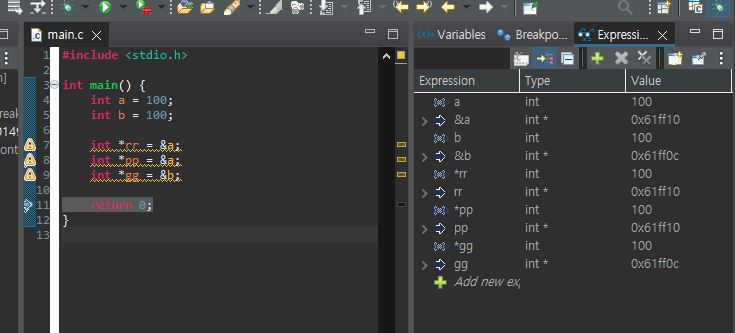 main.c
1 #include <stdio.h>
2
3 int main() {
4 int a = 100;
5 int b = 100;
6
7 int *rr = &a;
8 int *pp = &a;
9 int *gg = &b;
10
11 return 0;
12 }
13
]
real
0149
ont
(x)= Variables Breakpo... Expressi...
Expression Type Value
a int 100
&a int * 0x61ff10
b int 100
&b int * 0x61ff0c
*rr int 100
rr int * 0x61ff10
*pp int 100
pp int * 0x61ff10
*gg int 100
gg int * 0x61ff0c
Add new ex